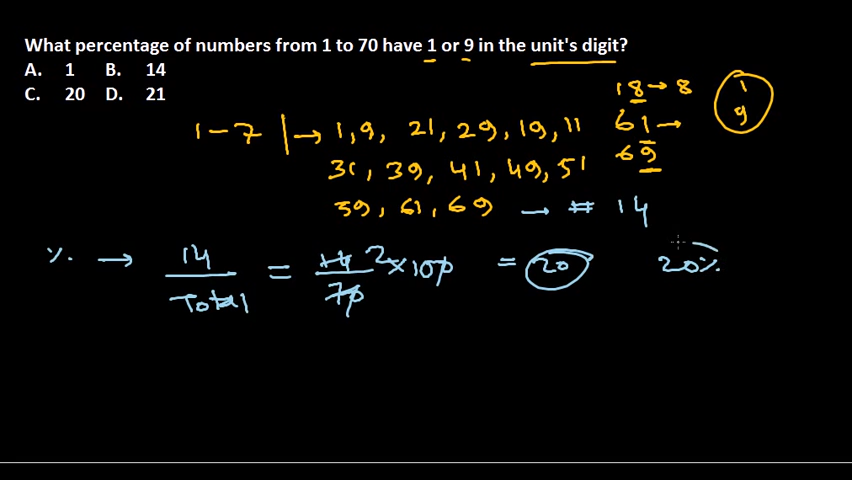 What percentage of numbers from 1 to 70 have 1 or 9 in the unit's digit?
A. 1 B. 14
C. 20 D. 21
18 → 8 1
1 - 7 | → 1, 9, 21, 29, 19, 11 61 → 9
31, 39, 41, 49, 51 69
59, 61, 69 → # 14
% → 14/Total = 14/70 2 × 100 = 20 20%